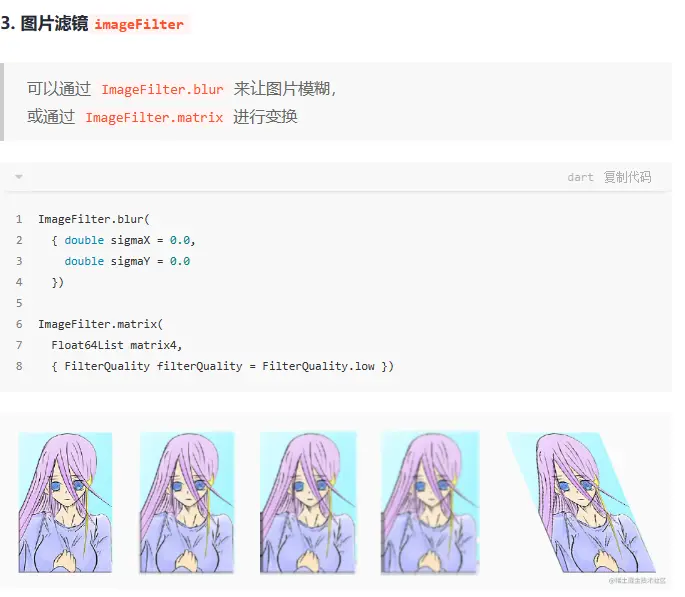 3. 图片滤镜 imageFilter
可以通过 ImageFilter.blur 来让图片模糊,
或通过 ImageFilter.matrix 进行变换
dart 复制代码
1 ImageFilter.blur(
2 { double sigmaX = 0.0,
3 double sigmaY = 0.0
4 })
5
6 ImageFilter.matrix(
7 Float64List matrix4,
8 { FilterQuality filterQuality = FilterQuality.low })
@稀土掘金技术社区